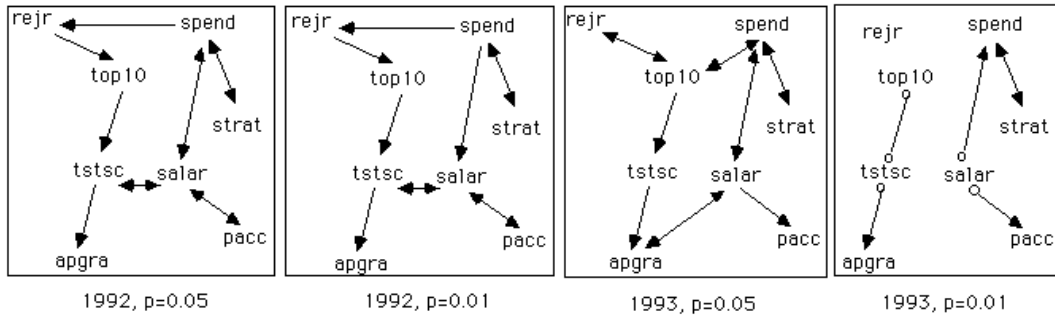 rejr
spend
top10
strat
tstsc
salar
pacc
apgra
1992, p=0.05
rejr
spend
top10
strat
tstsc
salar
pacc
apgra
1992, p=0.01
rejr
spend
top10
strat
tstsc
salar
pacc
apgra
1993, p=0.05
rejr
spend
top10
strat
tstsc
salar
pacc
apgra
1993, p=0.01